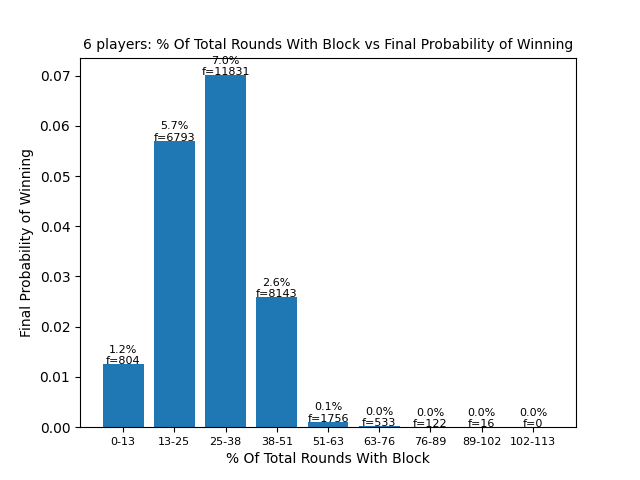 6 players: % Of Total Rounds With Block vs Final Probability of Winning
7.0%
f=11831
5.7%
f=6793
2.6%
f=8143
1.2%
f=804
0.1%
f=1756
0.0%
f=533
0.0%
f=122
0.0%
f=16
0.0%
f=0
0.07
0.06
0.05
0.04
0.03
0.02
0.01
0.00
Final Probability of Winning
0-13 13-25 25-38 38-51 51-63 63-76 76-89 89-102 102-113
% Of Total Rounds With Block